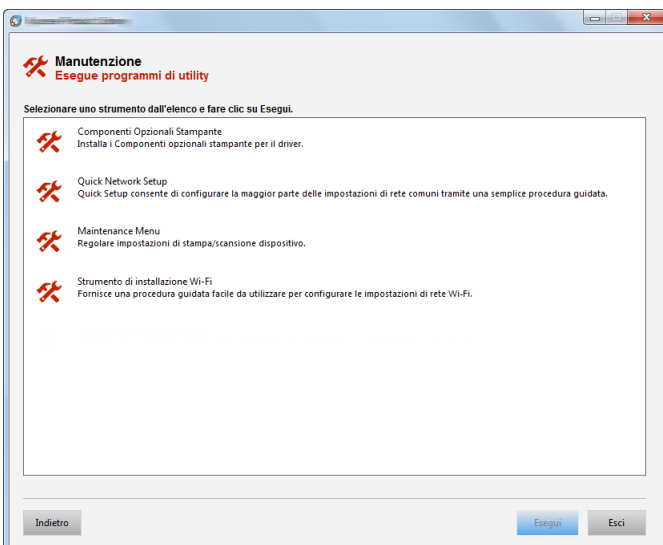 Manutenzione
Esegue programmi di utility
Selezionare uno strumento dall'elenco e fare clic su Esegui.
Componenti Opzionali Stampante
Installa i Componenti opzionali stampante per il driver.
Quick Network Setup
Quick Setup consente di configurare la maggior parte delle impostazioni di rete comuni tramite una semplice procedura guidata.
Maintenance Menu
Regolare impostazioni di stampa/scansione dispositivo.
Strumento di installazione Wi-Fi
Fornisce una procedura guidata facile da utilizzare per configurare le impostazioni di rete Wi-Fi.
Indietro
Esegui
Esci